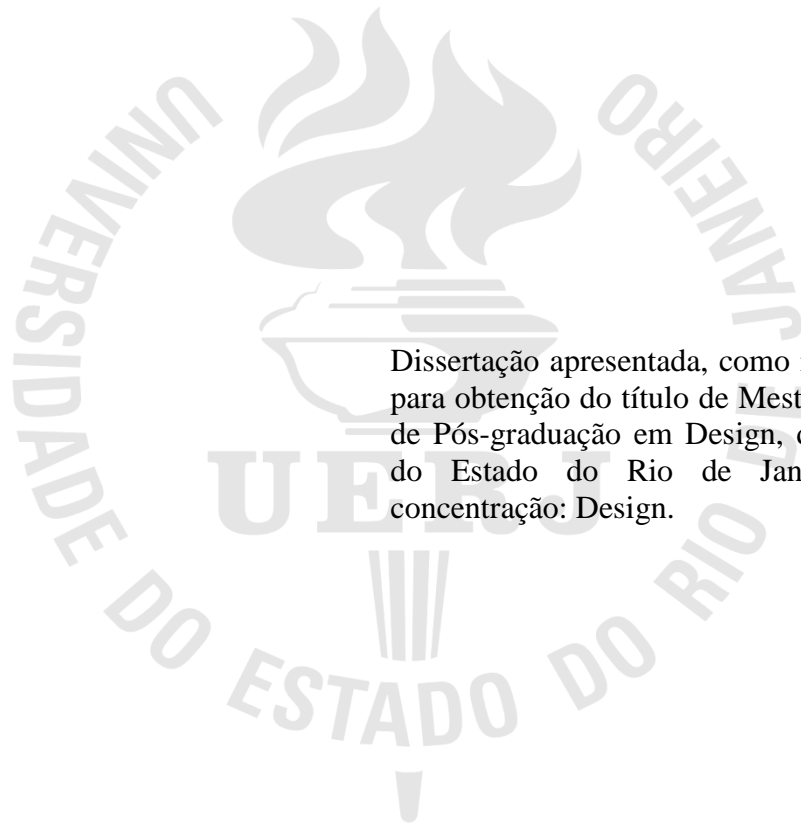 UNIVERSIDADE DO ESTADO DO RIO DE JANEIRO
Dissertação apresentada, como
para obtenção do título de Mest
de Pós-graduação em Design,
do Estado do Rio de Jan
concentração: Design.
UERJ